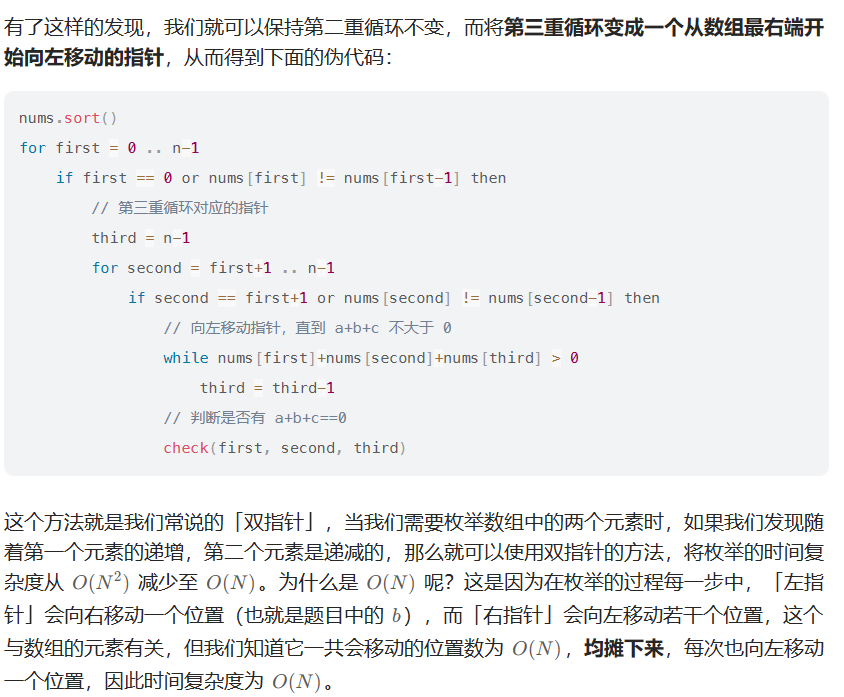 有了这样的发现，我们就可以保持第二重循环不变，而将第三重循环变成一个从数组最右端开
始向左移动的指针，从而得到下面的伪代码：
nums.sort()
for first = 0 .. n-1
    if first == 0 or nums[first] != nums[first-1] then
        // 第三重循环对应的指针
        third = n-1
        for second = first+1 .. n-1
            if second == first+1 or nums[second] != nums[second-1] then
                // 向左移动指针，直到 a+b+c 不大于 0
                while nums[first]+nums[second]+nums[third] > 0
                    third = third-1
                // 判断是否有 a+b+c==0
                check(first, second, third)
这个方法就是我们常说的「双指针」，当我们需要枚举数组中的两个元素时，如果我们发现随
着第一个元素的递增，第二个元素是递减的，那么就可以使用双指针的方法，将枚举的时间复
杂度从 O(N²) 减少至 O(N)。为什么是 O(N) 呢？这是因为在枚举的过程每一步中，「左指
针」会向右移动一个位置（也就是题目中的 b），而「右指针」会向左移动若干个位置，这个
与数组的元素有关，但我们知道它一共会移动的位置数为 O(N)，均摊下来，每次也向左移动
一个位置，因此时间复杂度为 O(N)。